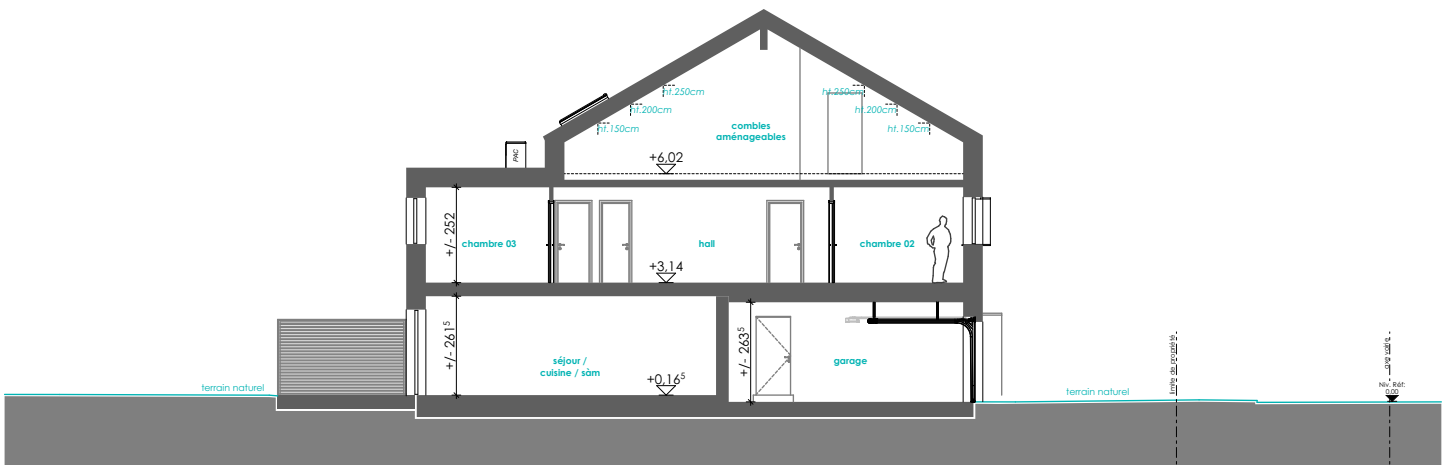 ht.250cm
ht.250cm
ht.200cm
ht.200cm
ht.150cm
ht.150cm
combles
aménageables
PAC
+6,02
+/- 252
chambre 03
hall
chambre 02
+3,14
+/- 261⁵
+/- 263⁵
séjour /
cuisine / sàm
garage
+0,16⁵
terrain naturel
terrain naturel
limite de propriété
axe voirie
Niv. Réf:
0.00